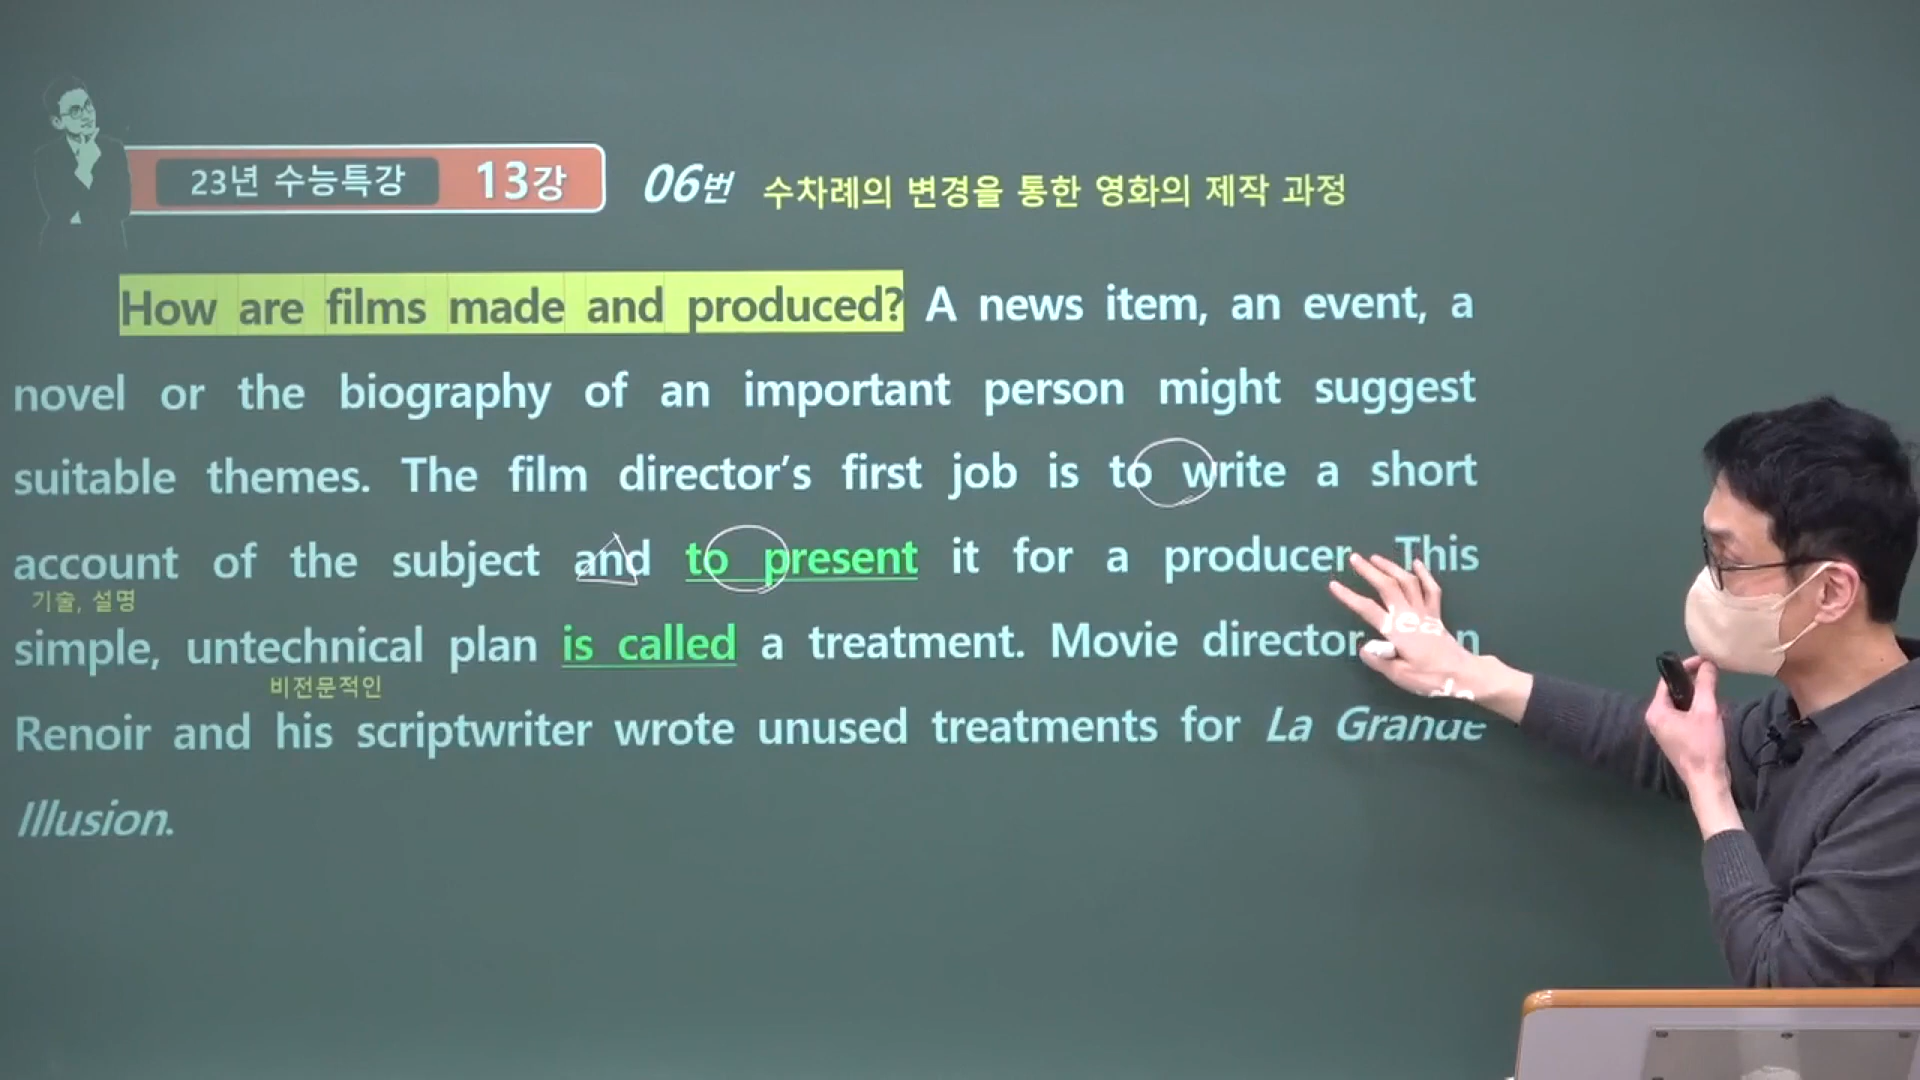 23년 수능특강 13강 06번 수차례의 변경을 통한 영화의 제작 과정
How are films made and produced? A news item, an event, a
novel or the biography of an important person might suggest
suitable themes. The film director's first job is to write a short
account of the subject and to present it for a producer. This
기술, 설명
simple, untechnical plan is called a treatment. Movie director
비전문적인
Renoir and his scriptwriter wrote unused treatments for La Grande
Illusion.